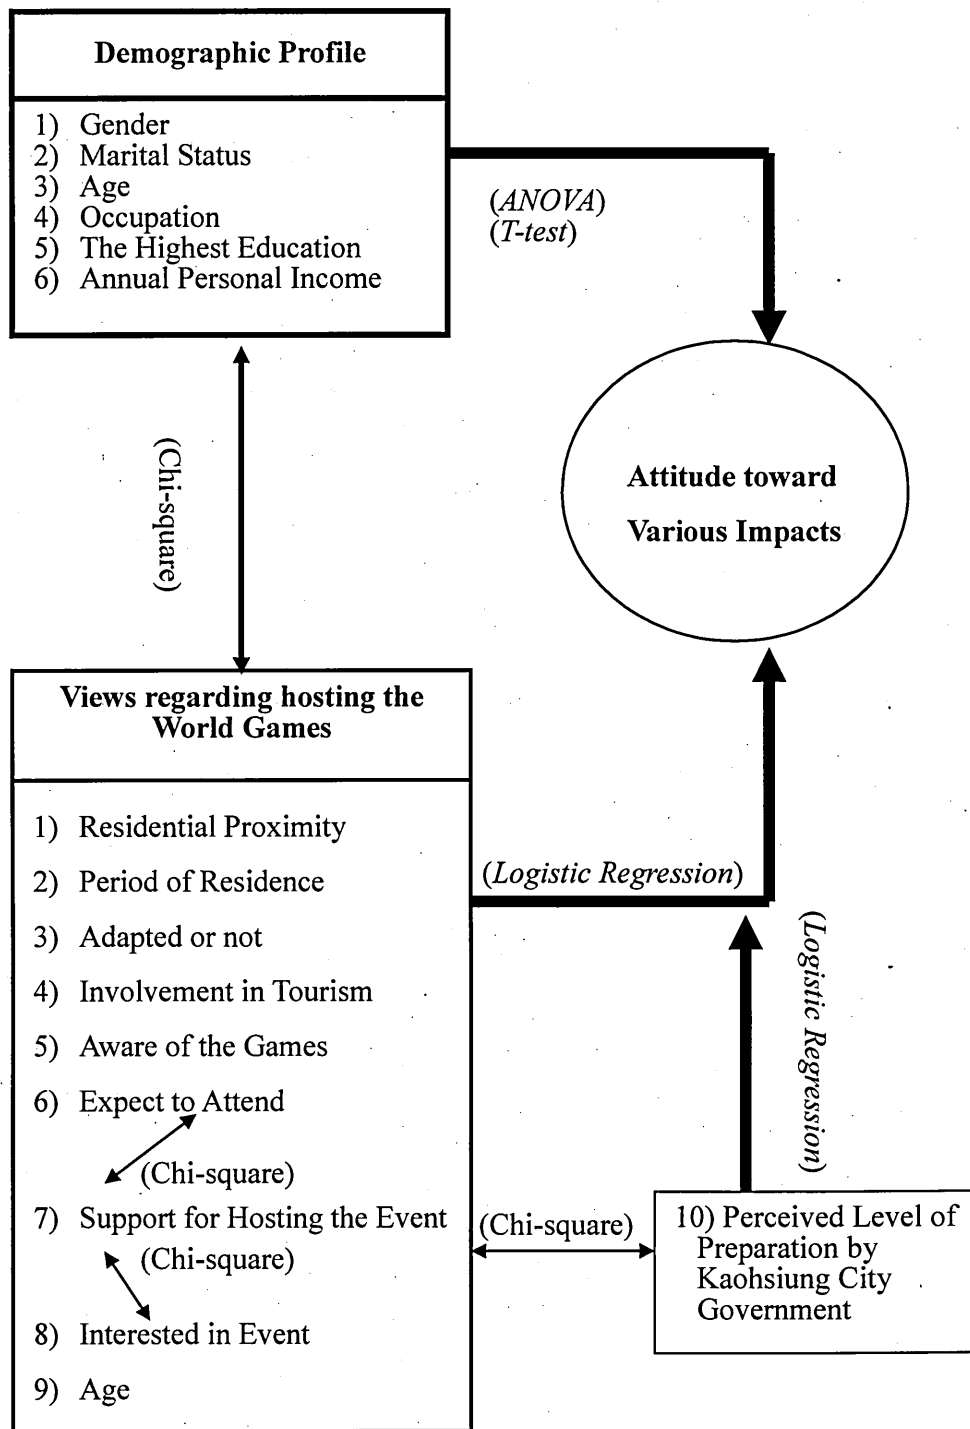 Demographic Profile
1) Gender
2) Marital Status
3) Age
4) Occupation
5) The Highest Education
6) Annual Personal Income
(ANOVA)
(T-test)
(Chi-square)
Attitude toward
Various Impacts
Views regarding hosting the
World Games
1) Residential Proximity
2) Period of Residence
3) Adapted or not
4) Involvement in Tourism
5) Aware of the Games
6) Expect to Attend
(Chi-square)
7) Support for Hosting the Event
(Chi-square)
8) Interested in Event
9) Age
(Logistic Regression)
(Logistic Regression)
(Chi-square)
10) Perceived Level of
Preparation by
Kaohsiung City
Government